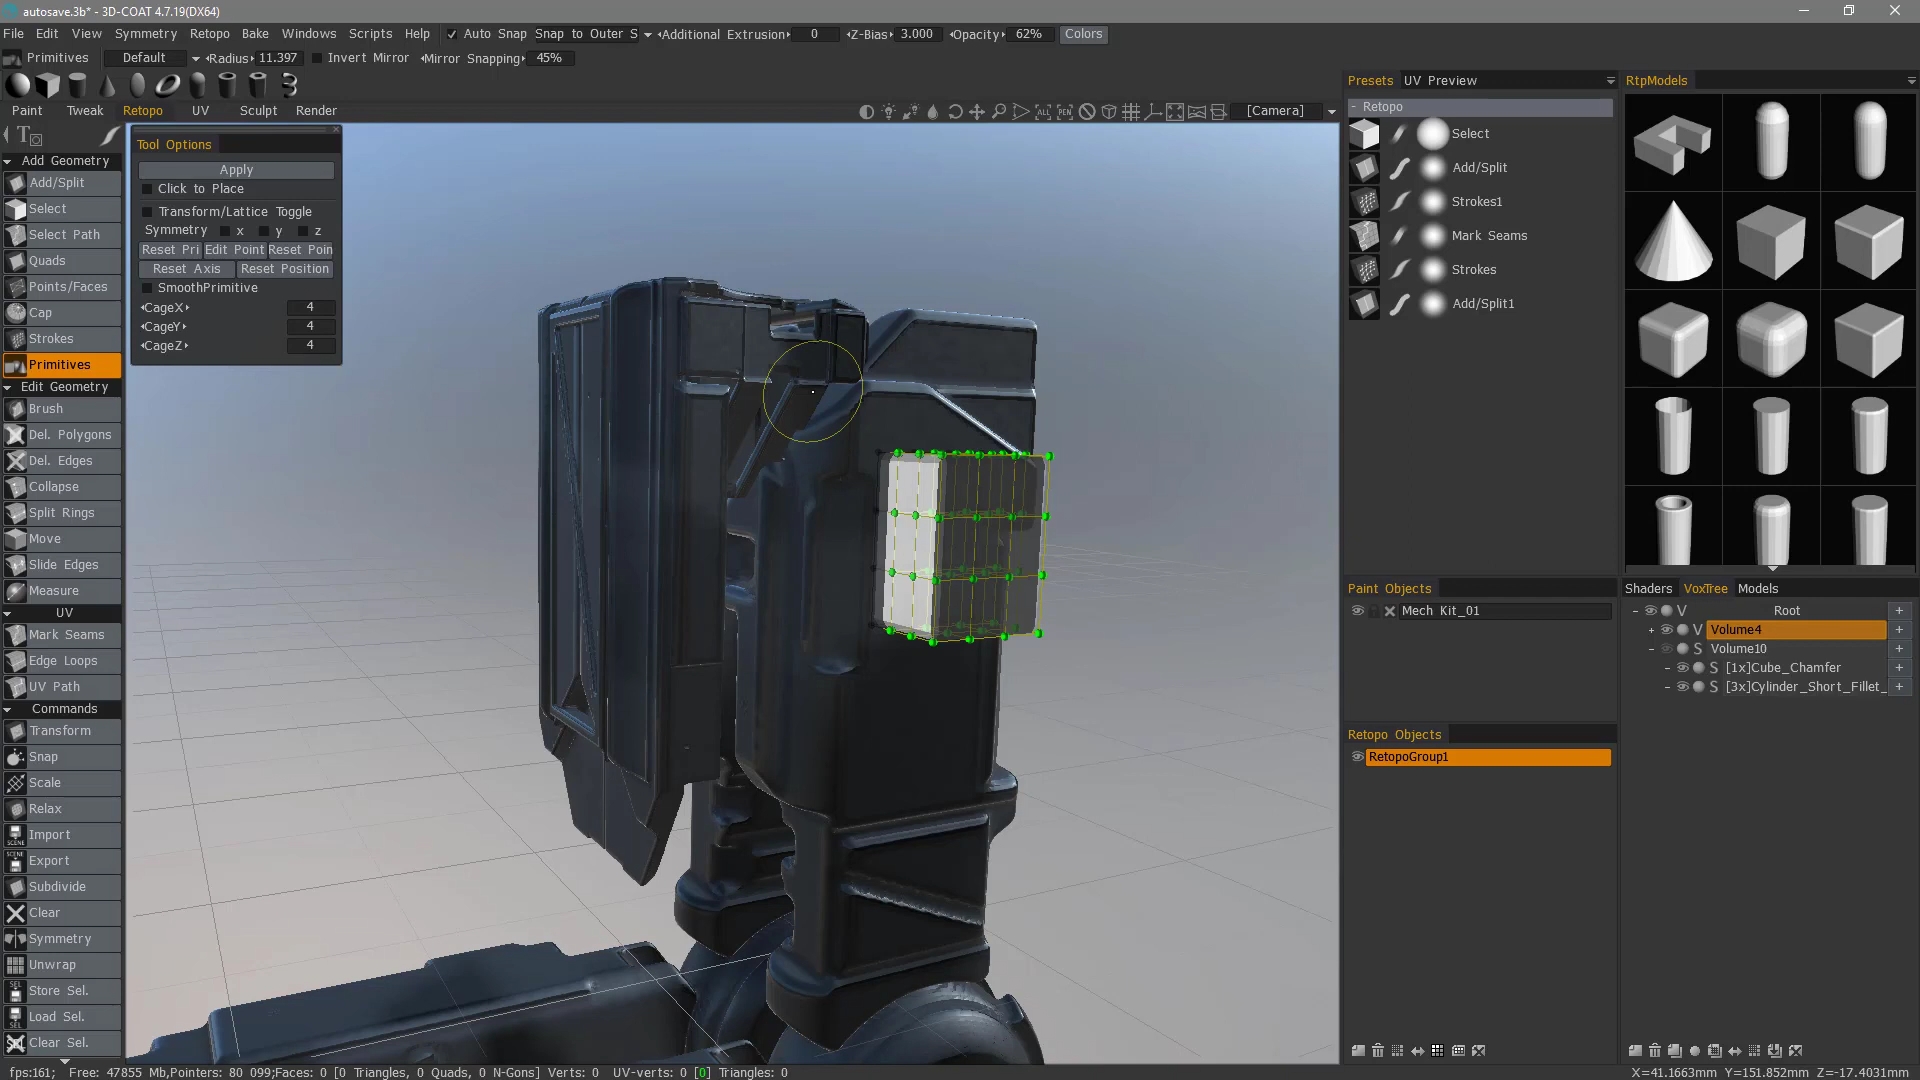 autosave.3b* - 3D-COAT 4.7.19(DX64)
File Edit View Symmetry Retopo Bake Windows Scripts Help Auto Snap Snap to Outer S Additional Extrusion 0 Z-Bias 3.000 Opacity 62% Colors
Primitives Default Radius 11.397 Invert Mirror Mirror Snapping 45%
Paint Tweak Retopo UV Sculpt Render [Camera]
Add Geometry
Add/Split
Select
Select Path
Quads
Points/Faces
Cap
Strokes
Primitives
Edit Geometry
Brush
Del. Polygons
Del. Edges
Collapse
Split Rings
Move
Slide Edges
Measure
UV
Mark Seams
Edge Loops
UV Path
Commands
Transform
Snap
Scale
Relax
Import
Export
Subdivide
Clear
Symmetry
Unwrap
Store Sel.
Load Sel.
Clear Sel.
Tool Options
Apply
Click to Place
Transform/Lattice Toggle
Symmetry x y z
Reset Pri Edit Point Reset Poin
Reset Axis Reset Position
SmoothPrimitive
CageX 4
CageY 4
CageZ 4
Presets UV Preview
Retopo
Select
Add/Split
Strokes1
Mark Seams
Strokes
Add/Split1
Paint Objects
Mech Kit_01
Retopo Objects
RetopoGroup1
RtpModels
Shaders VoxTree Models
V Root +
+ V Volume4 +
S Volume10 +
S [1x]Cube_Chamfer +
S [3x]Cylinder_Short_Fillet_ +
fps:161; Free: 47855 Mb,Pointers: 80 099;Faces: 0 [0 Triangles, 0 Quads, 0 N-Gons] Verts: 0 UV-verts: 0 [0] Triangles: 0
X=41.1663mm Y=151.852mm Z=-17.4031mm